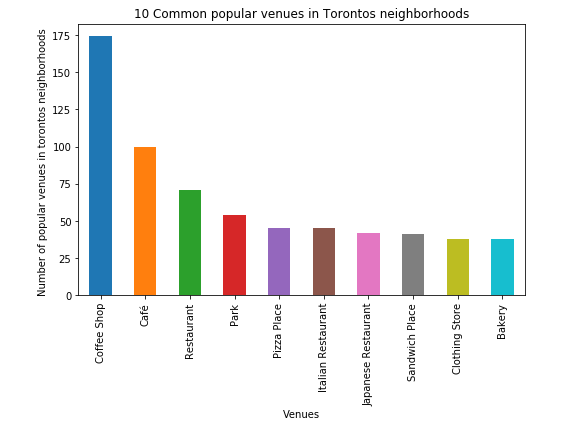 10 Common popular venues in Torontos neighborhoods
Number of popular venues in torontos neighborhoods
175
150
125
100
75
50
25
0
Coffee Shop
Café
Restaurant
Park
Pizza Place
Italian Restaurant
Japanese Restaurant
Sandwich Place
Clothing Store
Bakery
Venues